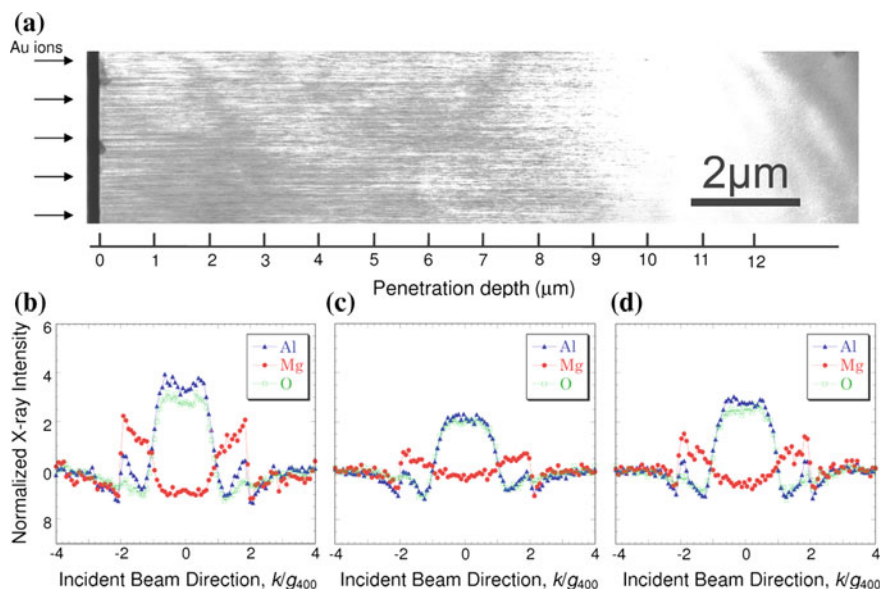 (a)
Au ions
2μm
0 1 2 3 4 5 6 7 8 9 10 11 12
Penetration depth (μm)
(b) (c) (d)
Normalized X-ray Intensity
6
4
2
0
8
Al
Mg
O
-4 -2 0 2 4
Incident Beam Direction, k/g400
Al
Mg
O
-4 -2 0 2 4
Incident Beam Direction, k/g400
Al
Mg
O
-4 -2 0 2 4
Incident Beam Direction, k/g400